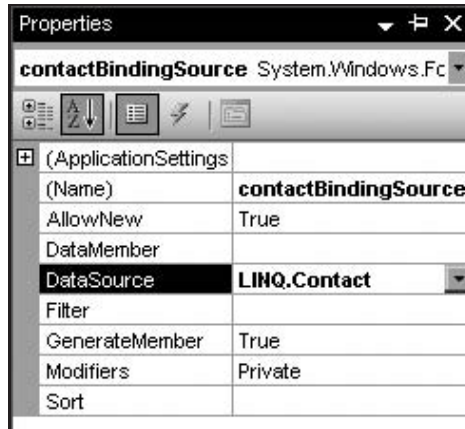 Properties
contactBindingSource System.Windows.Fc
A
Z
(ApplicationSettings
(Name) contactBindingSource
AllowNew True
DataMember
DataSource LINQ.Contact
Filter
GenerateMember True
Modifiers Private
Sort